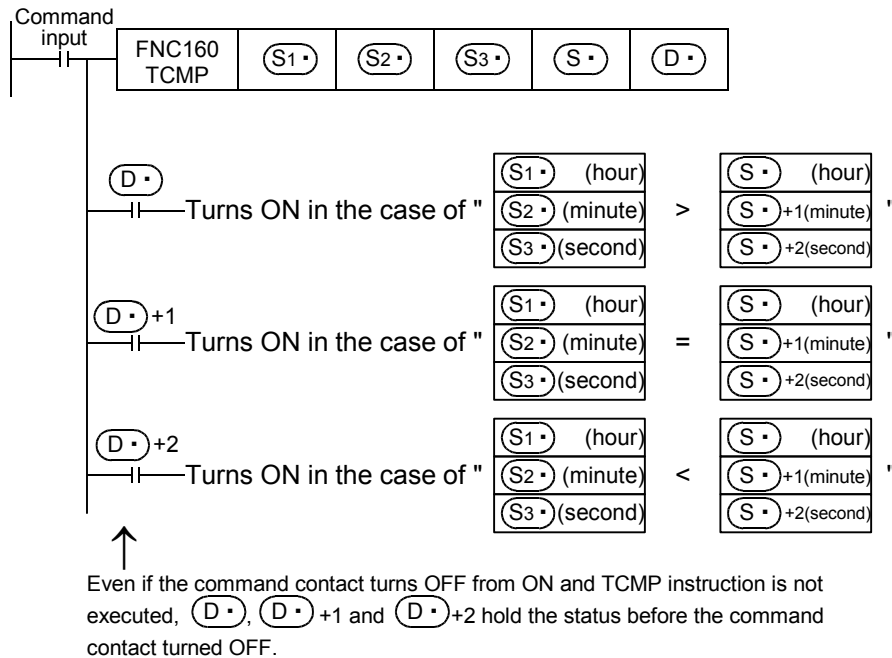 Command
input
FNC160
TCMP
S1・ S2・ S3・ S・ D・
D・
Turns ON in the case of "
S1・ (hour)
S2・ (minute)
S3・ (second)
>
S・ (hour)
S・+1(minute)
S・+2(second)
"
D・+1
Turns ON in the case of "
S1・ (hour)
S2・ (minute)
S3・ (second)
=
S・ (hour)
S・+1(minute)
S・+2(second)
"
D・+2
Turns ON in the case of "
S1・ (hour)
S2・ (minute)
S3・ (second)
<
S・ (hour)
S・+1(minute)
S・+2(second)
"
Even if the command contact turns OFF from ON and TCMP instruction is not
executed, D・, D・+1 and D・+2 hold the status before the command
contact turned OFF.